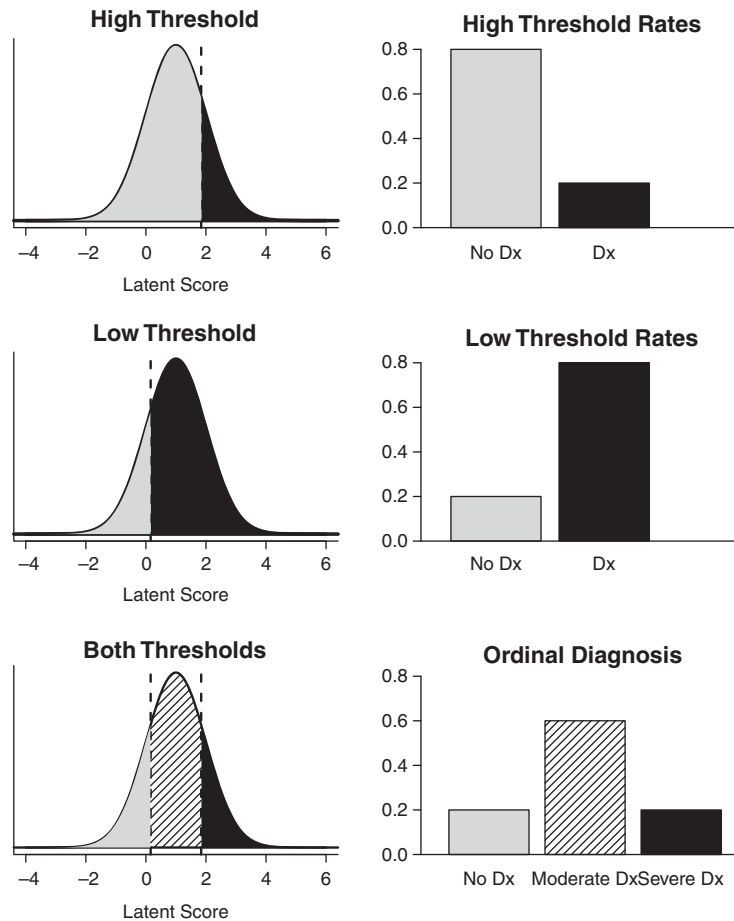 High Threshold
–4 –2 0 2 4 6
Latent Score
High Threshold Rates
0.8
0.6
0.4
0.2
0.0
No Dx Dx
Low Threshold
–4 –2 0 2 4 6
Latent Score
Low Threshold Rates
0.8
0.6
0.4
0.2
0.0
No Dx Dx
Both Thresholds
–4 –2 0 2 4 6
Latent Score
Ordinal Diagnosis
0.8
0.6
0.4
0.2
0.0
No Dx Moderate Dx Severe Dx